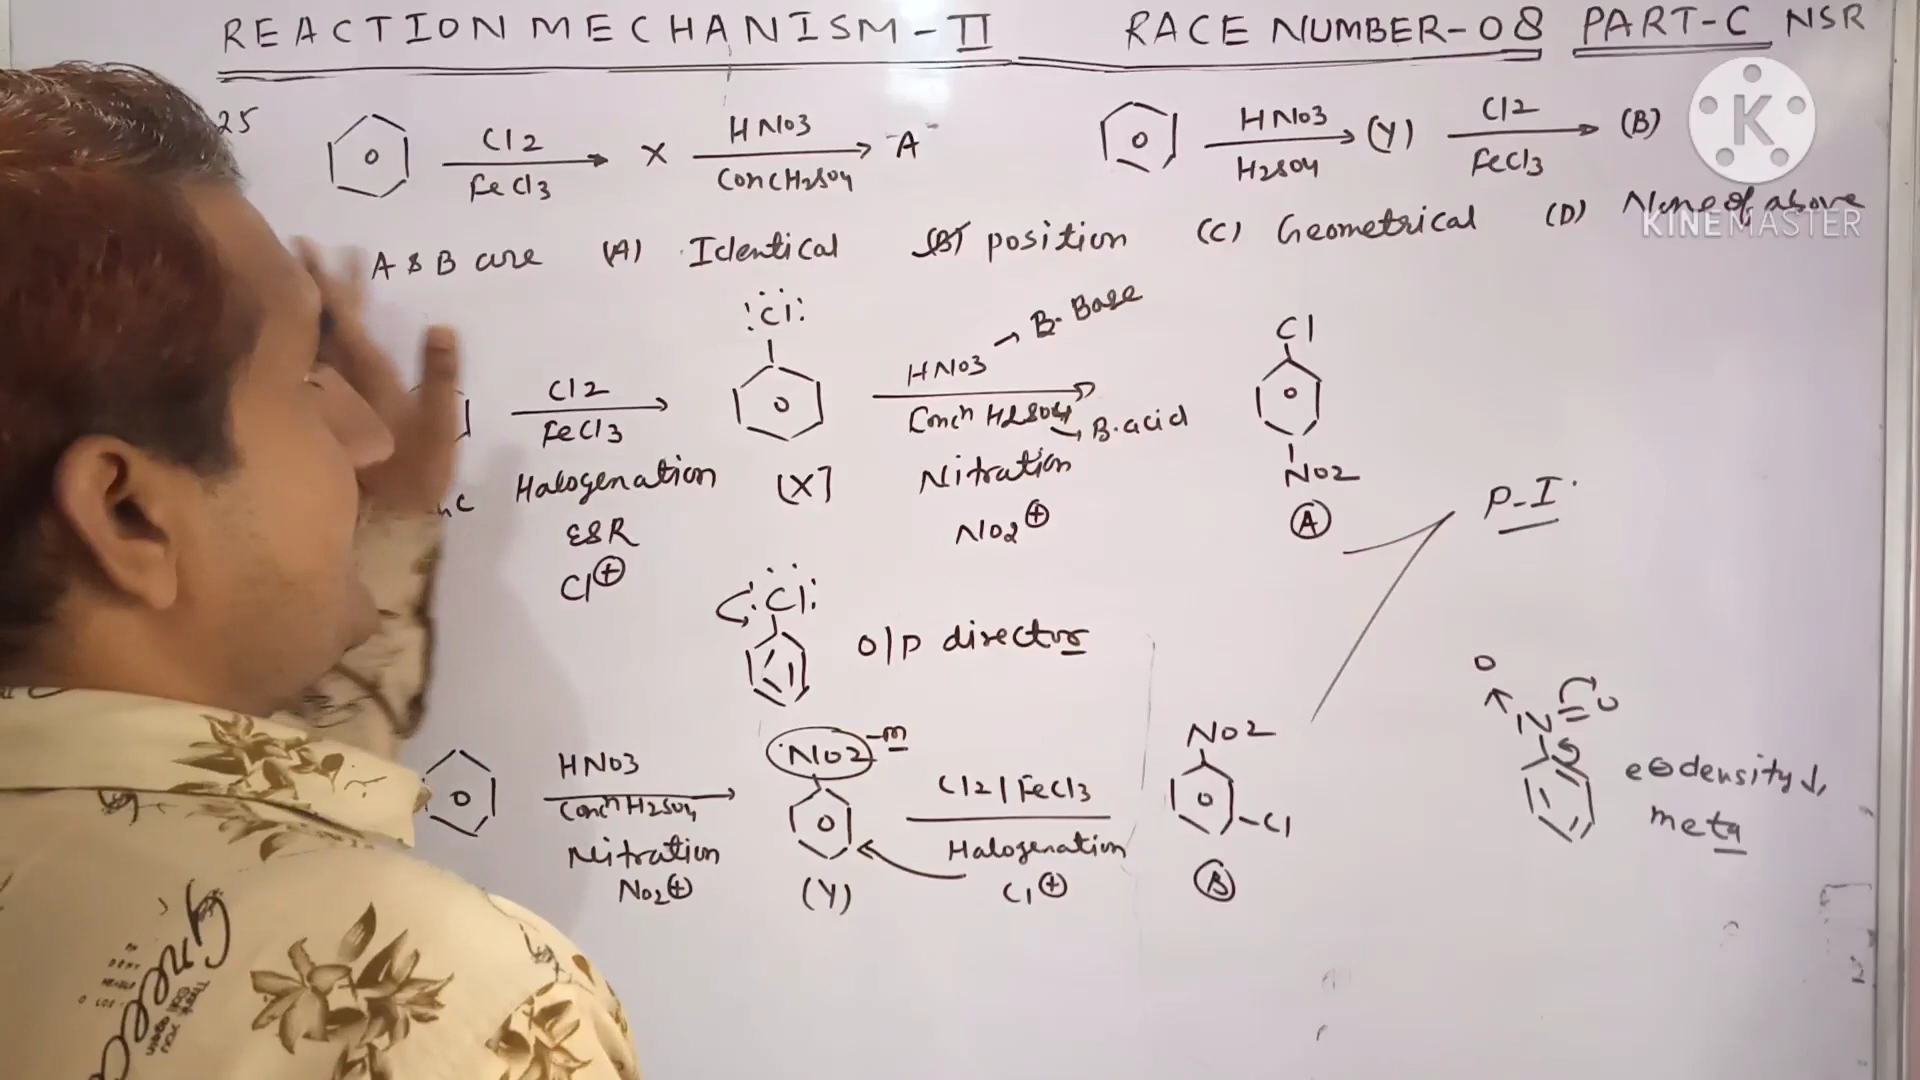 REACTION MECHANISM-II RACE NUMBER-08 PART-C NSR
25 Cl2 FeCl3 X HNO3 Conc H2SO4 A HNO3 H2SO4 (Y) Cl2 FeCl3 (B)
K
KINEMASTER
A & B are (A) Identical (B) position (C) Geometrical (D) None of above
Cl2 FeCl3
Halogenation
ESR
Cl⊕
:Cl:
(X]
HNO3 → B. Base
Concn H2SO4 → B. acid
Nitration
NO2⊕
Cl
NO2
A
P-I
:Cl:
O/P director
HNO3
Concn H2SO4
Nitration
NO2⊕
NO2 -m
(Y)
Cl2 / FeCl3
Halogenation
Cl⊕
NO2
-Cl
B
O
N=O
e⊖density ↓,
meta